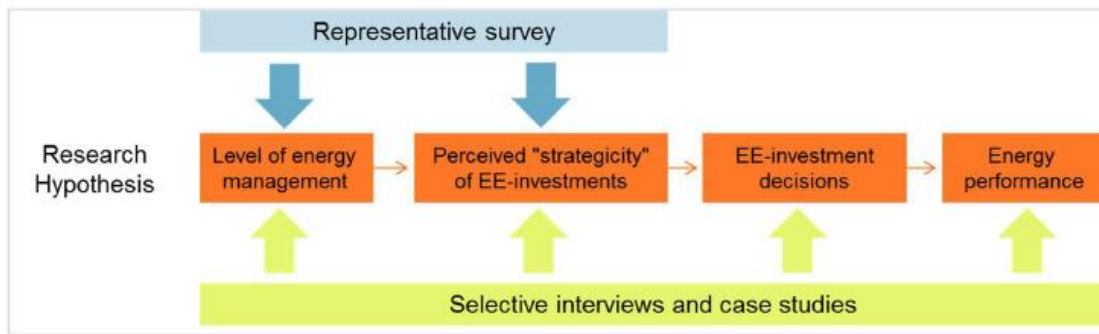 Representative survey
Research
Hypothesis
Level of energy
management
Perceived "strategicity"
of EE-investments
EE-investment
decisions
Energy
performance
Selective interviews and case studies